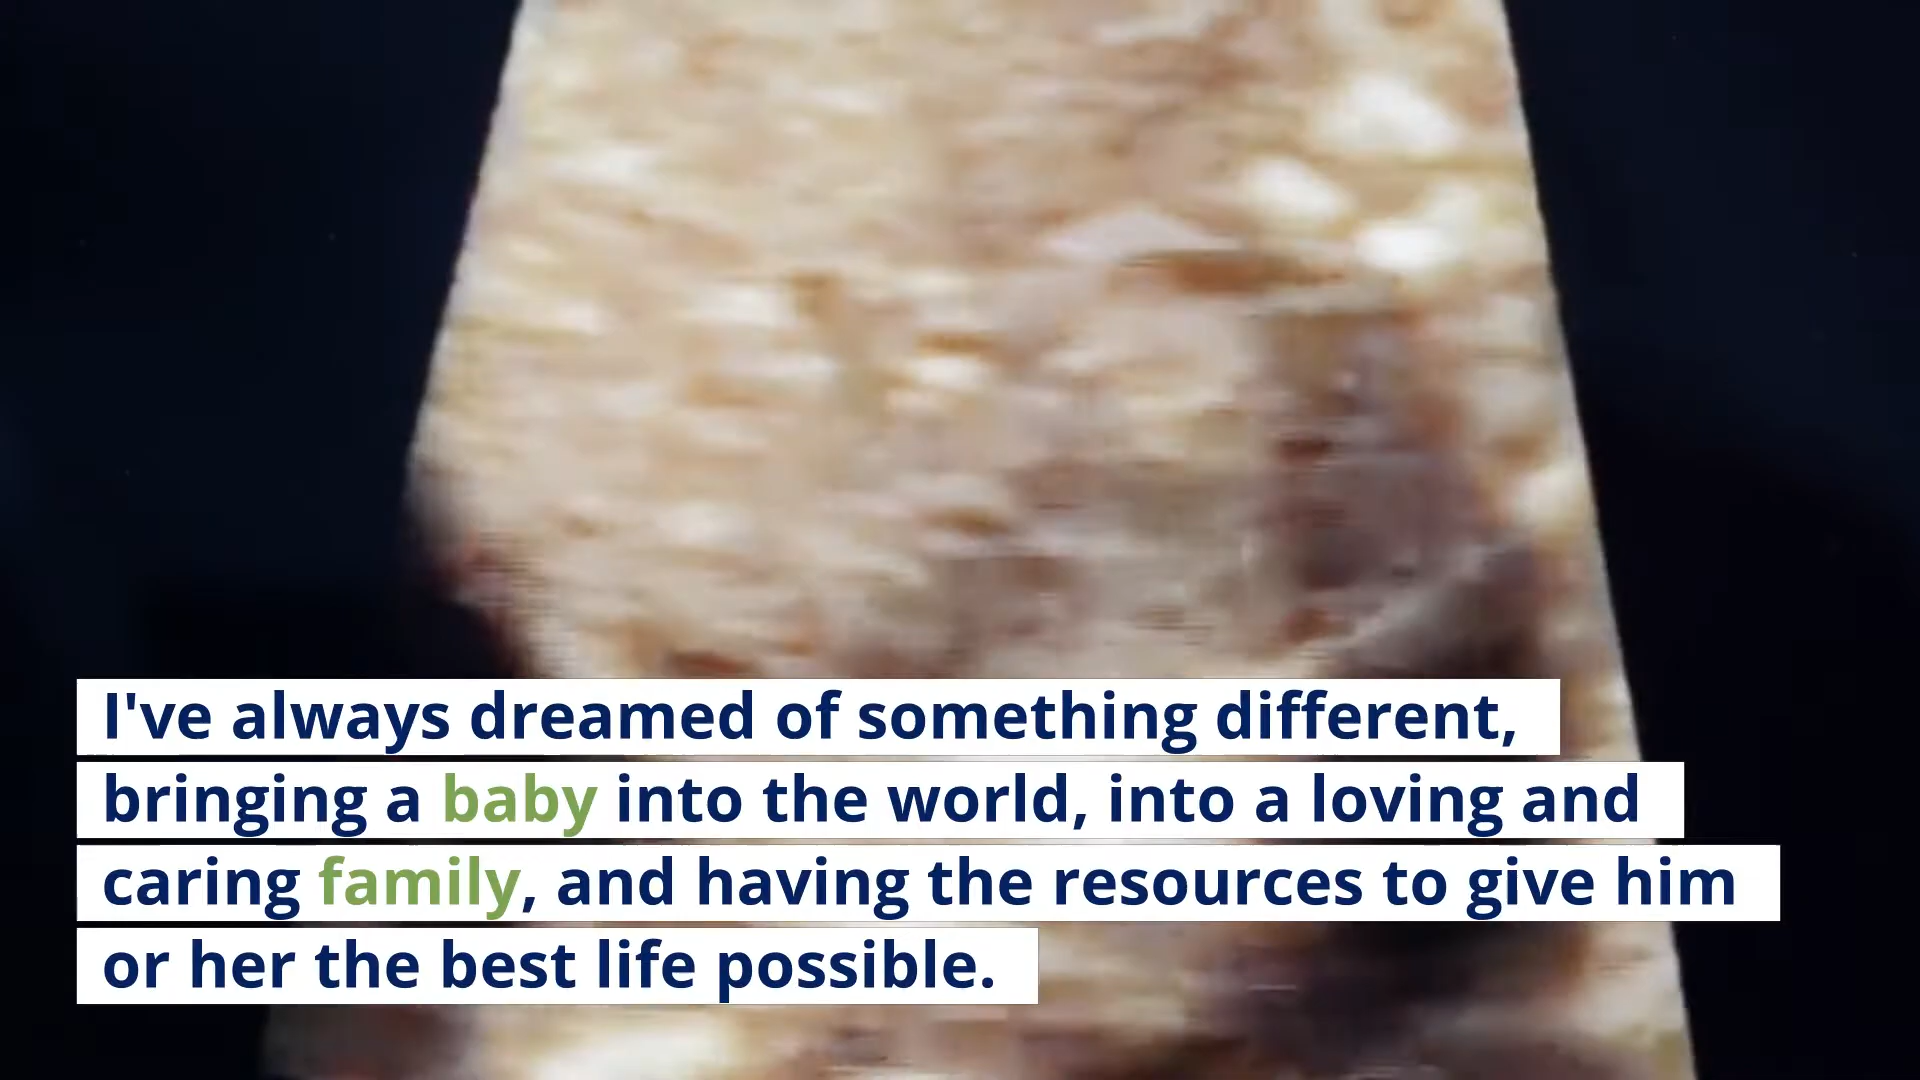 I've always dreamed of something different,
bringing a baby into the world, into a loving and
caring family, and having the resources to give him
or her the best life possible.